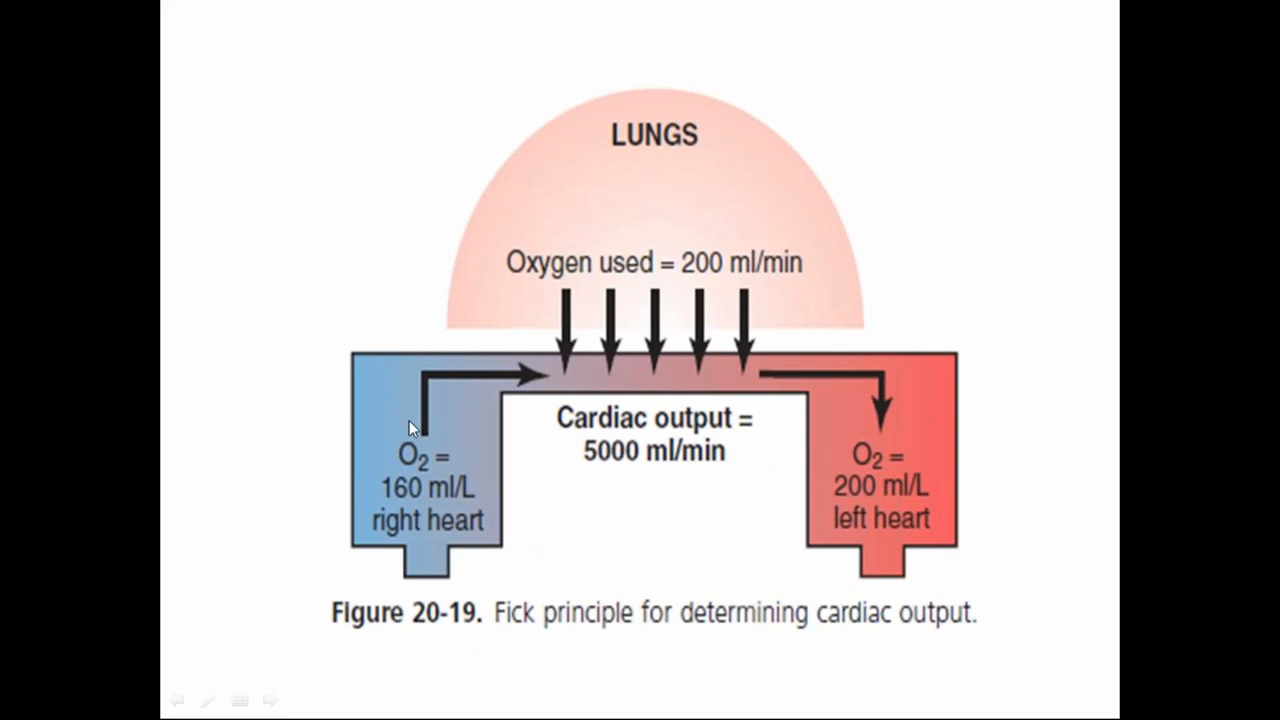 LUNGS
Oxygen used = 200 ml/min
Cardiac output =
5000 ml/min
O₂ =
160 ml/L
right heart
O₂ =
200 ml/L
left heart
Figure 20-19. Fick principle for determining cardiac output.